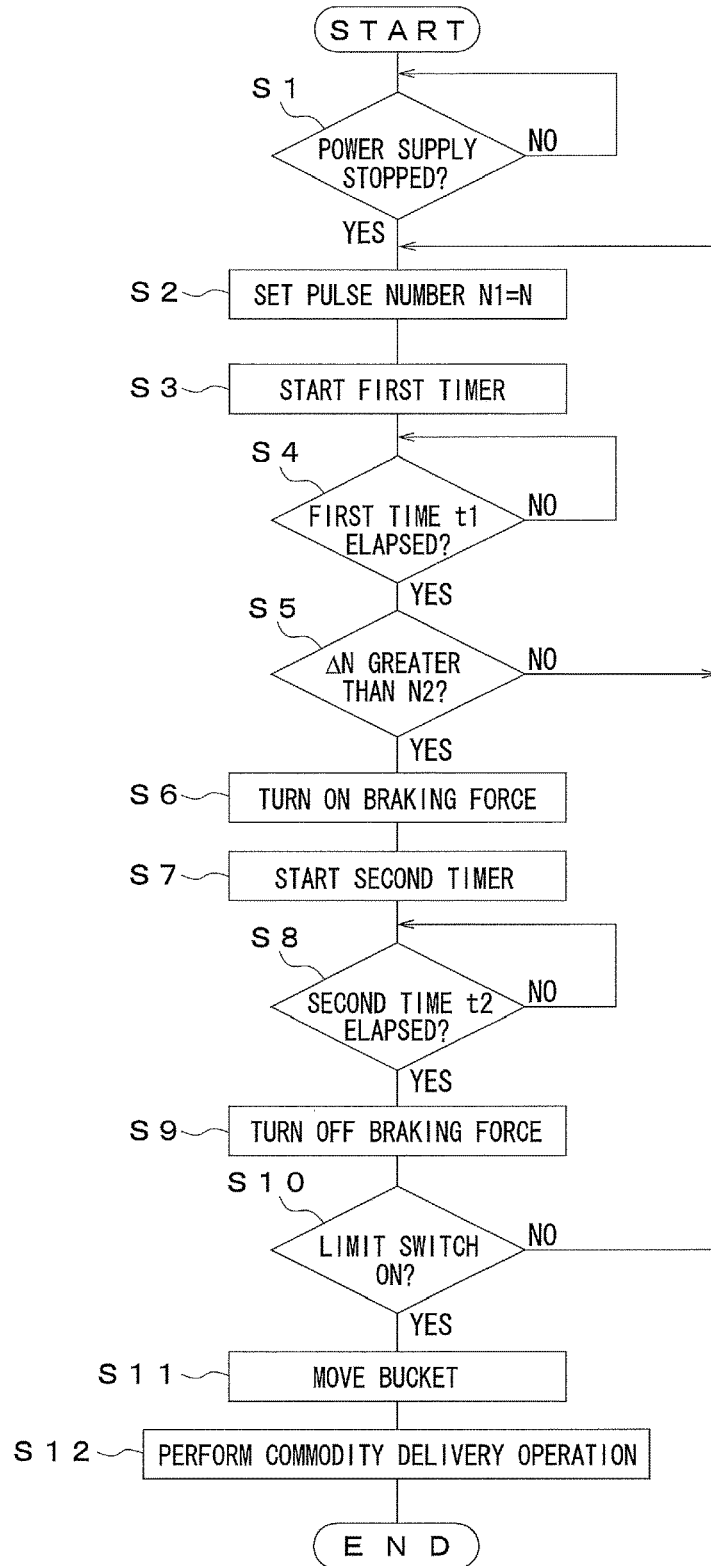 START
S1
POWER SUPPLY
STOPPED?
NO
YES
S2
SET PULSE NUMBER N1=N
S3
START FIRST TIMER
S4
FIRST TIME t1
ELAPSED?
NO
YES
S5
ΔN GREATER
THAN N2?
NO
YES
S6
TURN ON BRAKING FORCE
S7
START SECOND TIMER
S8
SECOND TIME t2
ELAPSED?
NO
YES
S9
TURN OFF BRAKING FORCE
S10
LIMIT SWITCH
ON?
NO
YES
S11
MOVE BUCKET
S12
PERFORM COMMODITY DELIVERY OPERATION
END